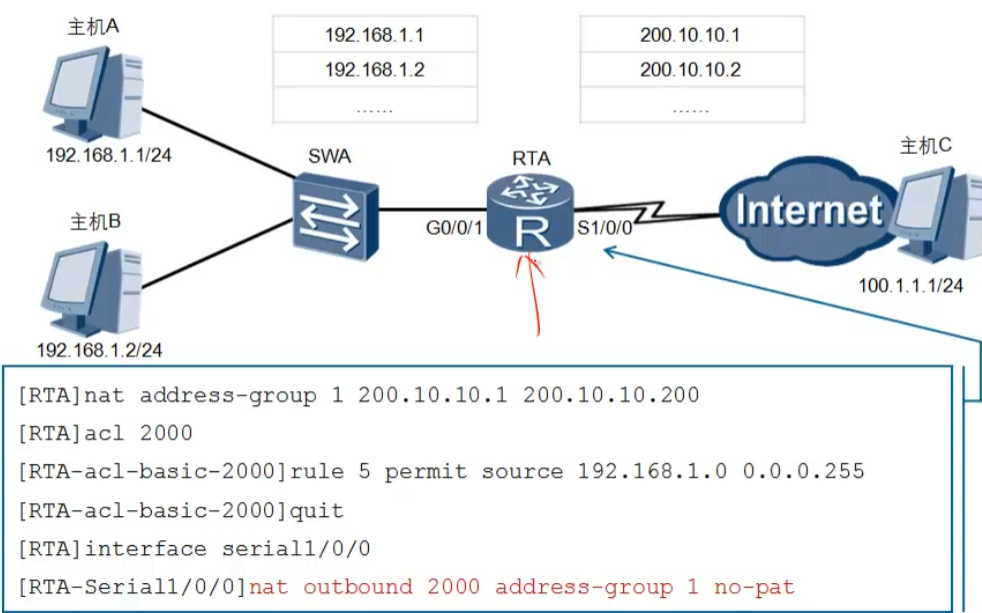 主机A
192.168.1.1
200.10.10.1
192.168.1.2
200.10.10.2
......
......
192.168.1.1/24
SWA
RTA
主机C
主机B
G0/0/1
R
S1/0/0
Internet
100.1.1.1/24
192.168.1.2/24
[RTA]nat address-group 1 200.10.10.1 200.10.10.200
[RTA]acl 2000
[RTA-acl-basic-2000]rule 5 permit source 192.168.1.0 0.0.0.255
[RTA-acl-basic-2000]quit
[RTA]interface serial1/0/0
[RTA-Serial1/0/0]nat outbound 2000 address-group 1 no-pat